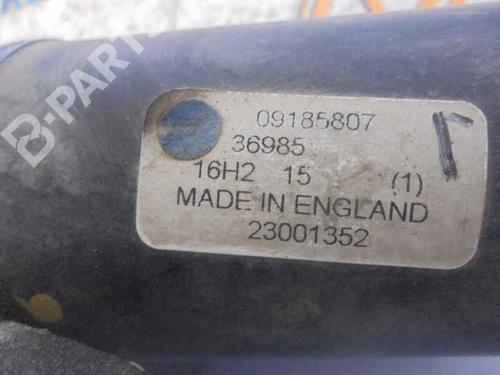 B-PARTS
09185807
36985
16H2 15 (1)
MADE IN ENGLAND
23001352